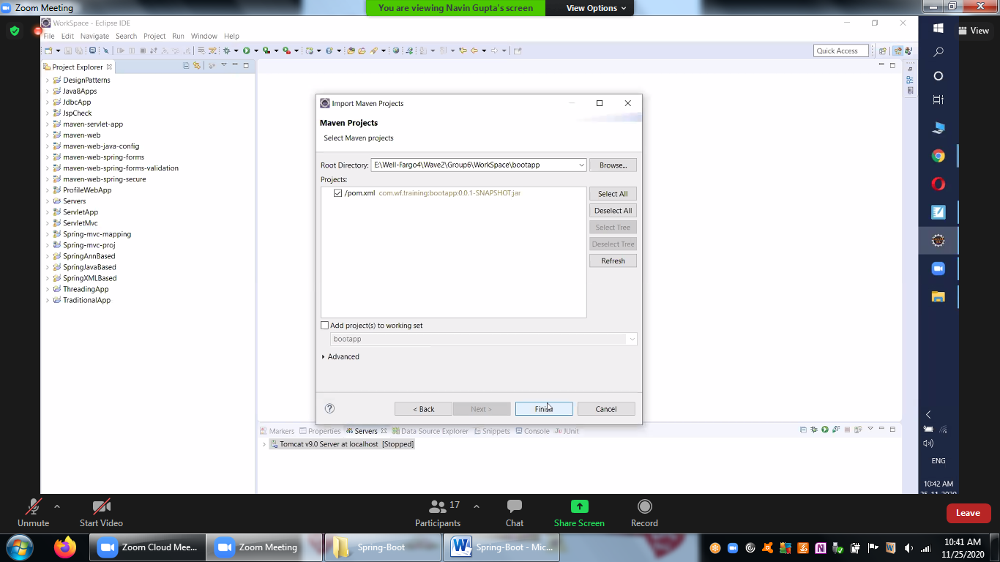 Zoom Meeting
You are viewing Navin Gupta's screen
View Options
WorkSpace - Eclipse IDE
File Edit Navigate Search Project Run Window Help
View
Quick Access
Project Explorer
DesignPatterns
Java8Apps
JdbcApp
JspCheck
maven-servlet-app
maven-web
maven-web-java-config
maven-web-spring-forms
maven-web-spring-forms-validation
maven-web-spring-secure
ProfileWebApp
Servers
ServletApp
ServletMvc
Spring-mvc-mapping
Spring-mvc-proj
SpringAnnBased
SpringJavaBased
SpringXMLBased
ThreadingApp
TraditionalApp
Import Maven Projects
Maven Projects
Select Maven projects
Root Directory: E:\Well-Fargo4\Wave2\Group6\WorkSpace\bootapp Browse...
Projects:
/pom.xml com.wf.training:bootapp:0.0.1-SNAPSHOT:jar
Select All
Deselect All
Select Tree
Deselect Tree
Refresh
Add project(s) to working set
bootapp
Advanced
< Back Next > Finish Cancel
Markers Properties Servers Data Source Explorer Snippets Console JUnit
Tomcat v9.0 Server at localhost [Stopped]
ENG
10:42 AM
25-11-2020
Unmute
Start Video
17
Participants
Chat
Share Screen
Record
Leave
Zoom Cloud Mee...
Zoom Meeting
Spring-Boot
Spring-Boot - Mic...
10:41 AM
11/25/2020